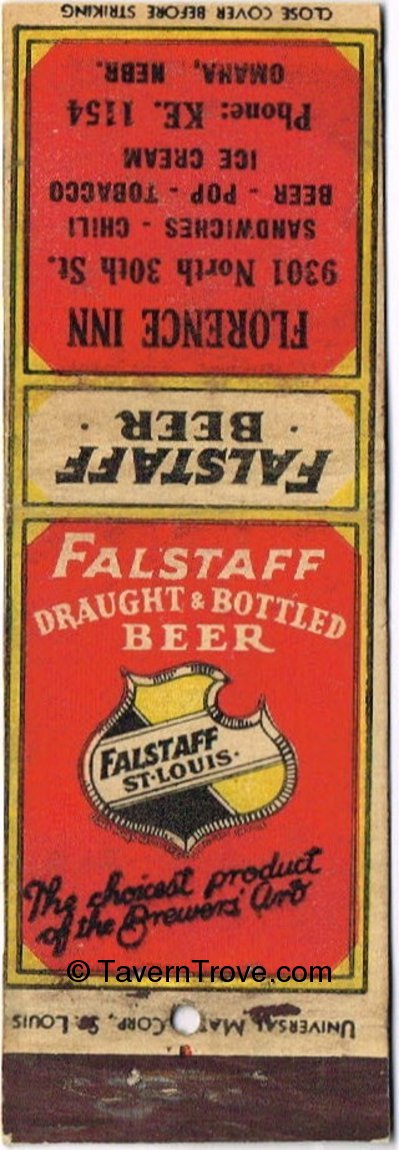 CLOSE COVER BEFORE STRIKING
FLORENCE INN
9301 North 30th St.
SANDWICHES - CHILI
BEER - POP - TOBACCO
ICE CREAM
Phone: KE. 1154
OMAHA, NEBR.
FALSTAFF
· BEER ·
FALSTAFF
DRAUGHT & BOTTLED
BEER
FALSTAFF
ST. LOUIS.
The choicest product
of the Brewers' Art
© TavernTrove.com
UNIVERSAL CORP., LOUIS